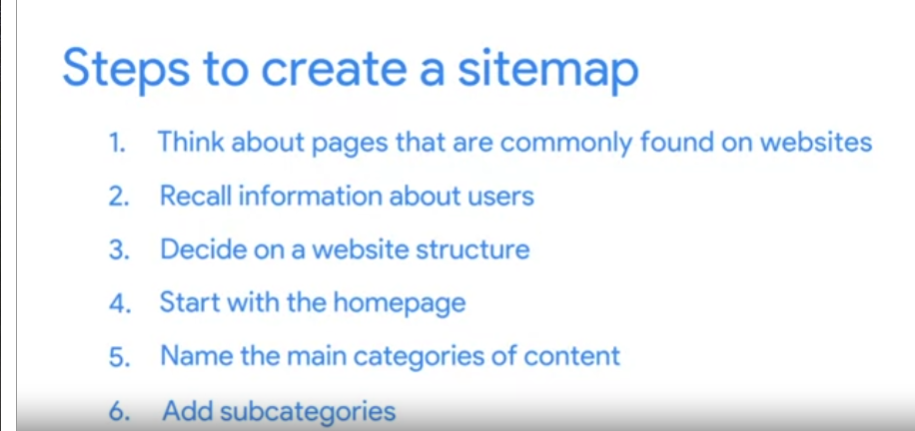 Steps to create a sitemap
1. Think about pages that are commonly found on websites
2. Recall information about users
3. Decide on a website structure
4. Start with the homepage
5. Name the main categories of content
6. Add subcategories